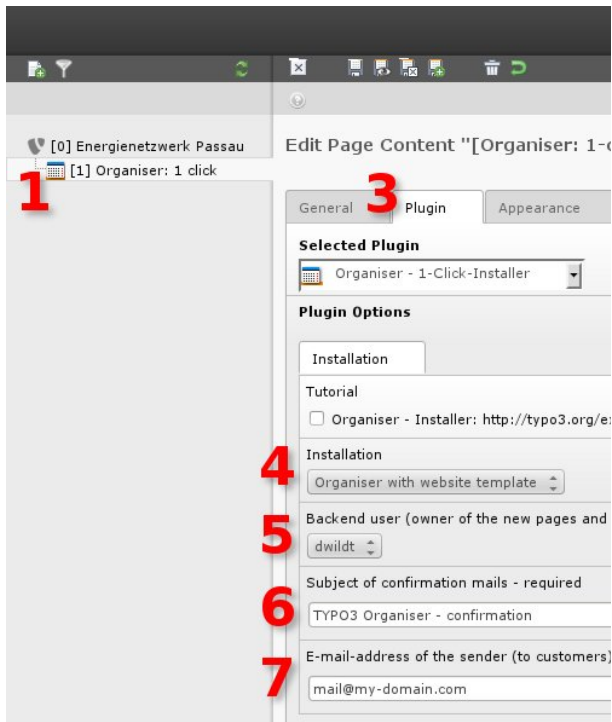 [0] Energienetzwerk Passau
[1] Organiser: 1 click
1
Edit Page Content "[Organiser: 1-c
3
General
Plugin
Appearance
Selected Plugin
Organiser - 1-Click-Installer
Plugin Options
Installation
Tutorial
Organiser - Installer: http://typo3.org/e
4
Installation
Organiser with website template
5
Backend user (owner of the new pages and
dwildt
6
Subject of confirmation mails - required
TYPO3 Organiser - confirmation
7
E-mail-address of the sender (to customers)
mail@my-domain.com